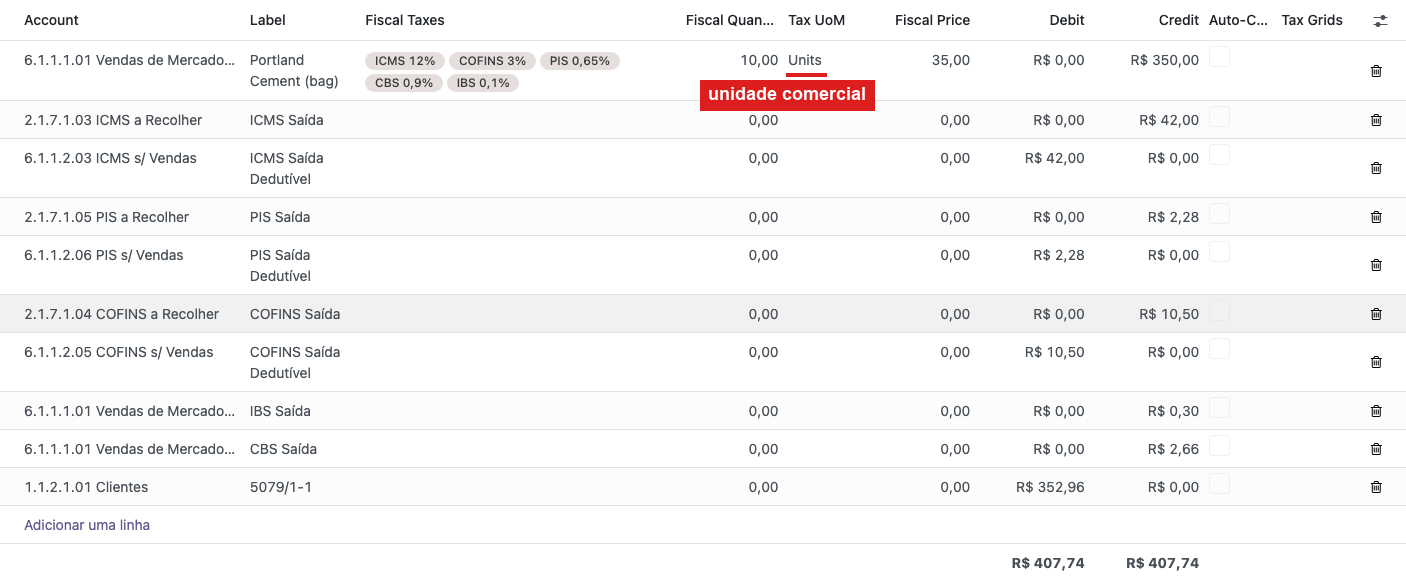 Account Label Fiscal Taxes Fiscal Quan... Tax UoM Fiscal Price Debit Credit Auto-C... Tax Grids
6.1.1.1.01 Vendas de Mercado... Portland ICMS 12% COFINS 3% PIS 0,65% 10,00 Units 35,00 R$ 0,00 R$ 350,00
Cement (bag) CBS 0,9% IBS 0,1%
unidade comercial
2.1.7.1.03 ICMS a Recolher ICMS Saída 0,00 0,00 R$ 0,00 R$ 42,00
6.1.1.2.03 ICMS s/ Vendas ICMS Saída 0,00 0,00 R$ 42,00 R$ 0,00
Dedutível
2.1.7.1.05 PIS a Recolher PIS Saída 0,00 0,00 R$ 0,00 R$ 2,28
6.1.1.2.06 PIS s/ Vendas PIS Saída 0,00 0,00 R$ 2,28 R$ 0,00
Dedutível
2.1.7.1.04 COFINS a Recolher COFINS Saída 0,00 0,00 R$ 0,00 R$ 10,50
6.1.1.2.05 COFINS s/ Vendas COFINS Saída 0,00 0,00 R$ 10,50 R$ 0,00
Dedutível
6.1.1.1.01 Vendas de Mercado... IBS Saída 0,00 0,00 R$ 0,00 R$ 0,30
6.1.1.1.01 Vendas de Mercado... CBS Saída 0,00 0,00 R$ 0,00 R$ 2,66
1.1.2.1.01 Clientes 5079/1-1 0,00 0,00 R$ 352,96 R$ 0,00
Adicionar uma linha
R$ 407,74 R$ 407,74